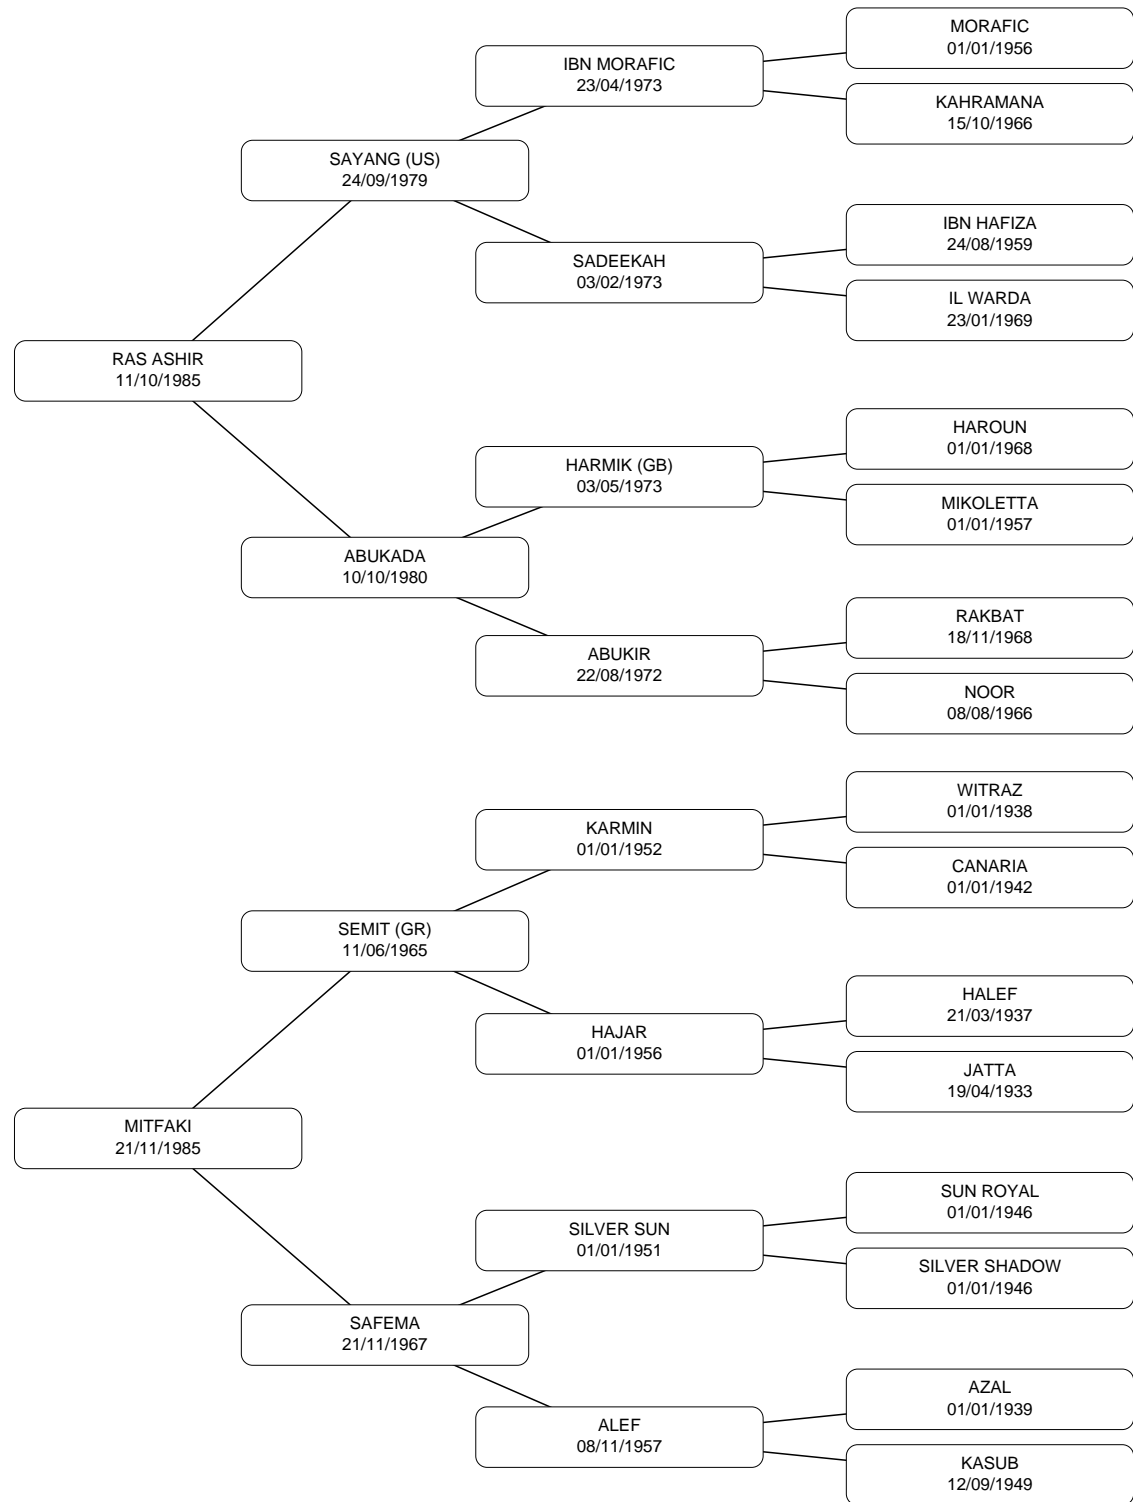 MORAFIC
01/01/1956
IBN MORAFIC
23/04/1973
KAHRAMANA
15/10/1966
SAYANG (US)
24/09/1979
IBN HAFIZA
24/08/1959
SADEEKAH
03/02/1973
IL WARDA
23/01/1969
RAS ASHIR
11/10/1985
HAROUN
01/01/1968
HARMIK (GB)
03/05/1973
MIKOLETTA
01/01/1957
ABUKADA
10/10/1980
RAKBAT
18/11/1968
ABUKIR
22/08/1972
NOOR
08/08/1966
WITRAZ
01/01/1938
KARMIN
01/01/1952
CANARIA
01/01/1942
SEMIT (GR)
11/06/1965
HALEF
21/03/1937
HAJAR
01/01/1956
JATTA
19/04/1933
MITFAKI
21/11/1985
SUN ROYAL
01/01/1946
SILVER SUN
01/01/1951
SILVER SHADOW
01/01/1946
SAFEMA
21/11/1967
AZAL
01/01/1939
ALEF
08/11/1957
KASUB
12/09/1949